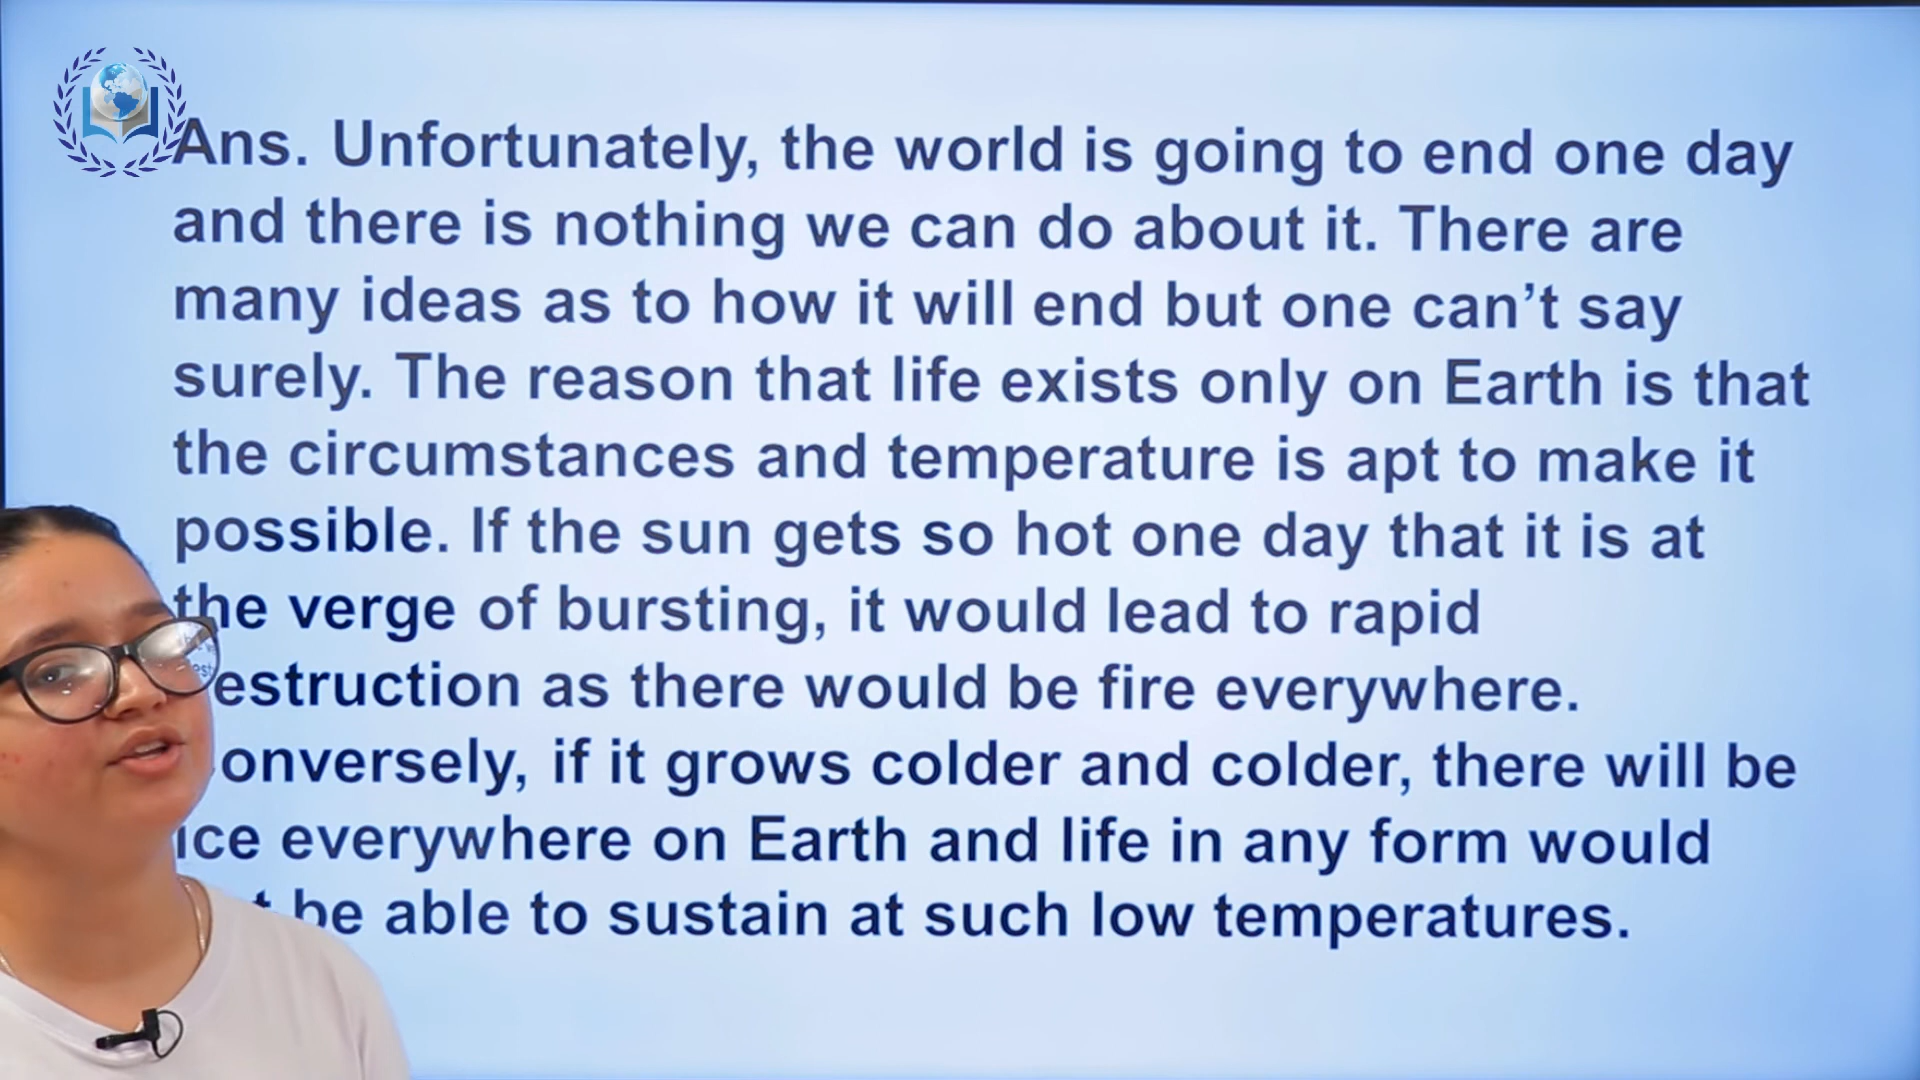 Ans. Unfortunately, the world is going to end one day
and there is nothing we can do about it. There are
many ideas as to how it will end but one can’t say
surely. The reason that life exists only on Earth is that
the circumstances and temperature is apt to make it
possible. If the sun gets so hot one day that it is at
the verge of bursting, it would lead to rapid
estruction as there would be fire everywhere.
onversely, if it grows colder and colder, there will be
ice everywhere on Earth and life in any form would
be able to sustain at such low temperatures.